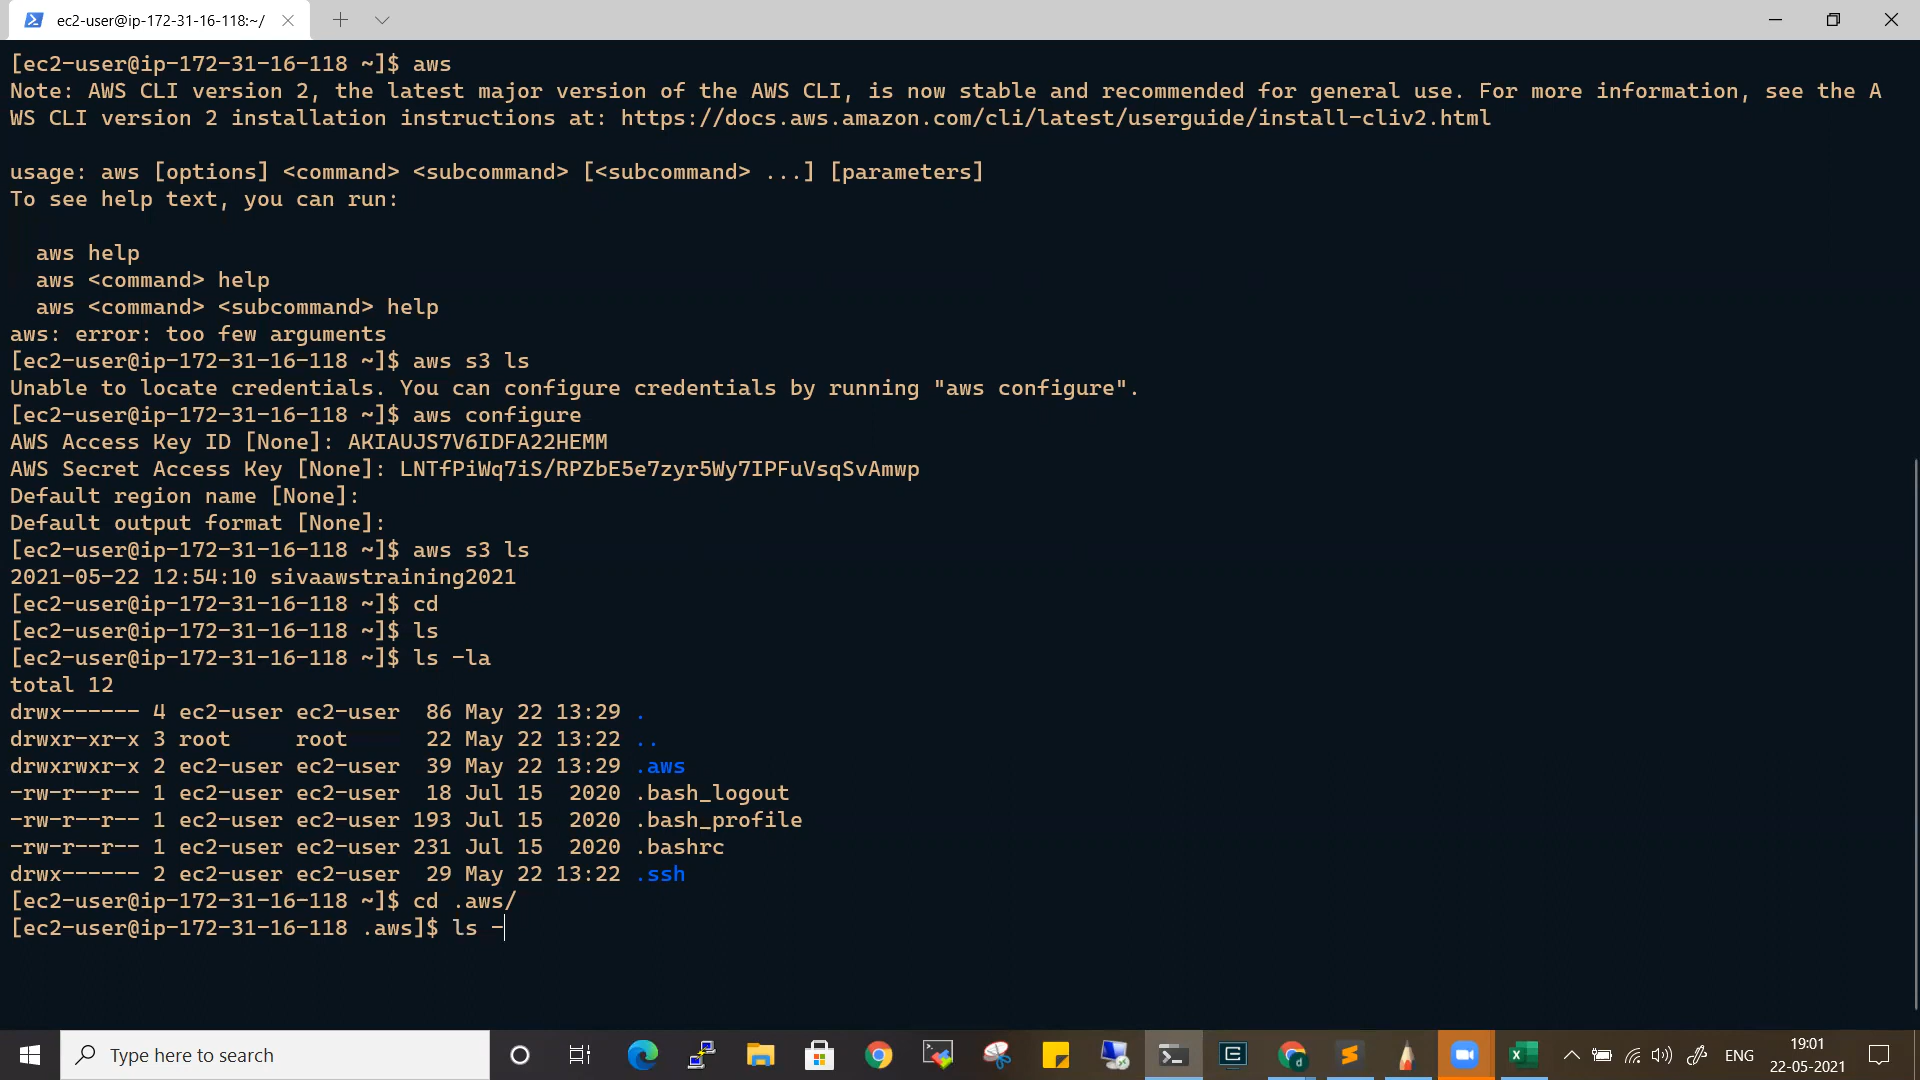 ec2-user@ip-172-31-16-118:~/
[ec2-user@ip-172-31-16-118 ~]$ aws
Note: AWS CLI version 2, the latest major version of the AWS CLI, is now stable and recommended for general use. For more information, see the A
WS CLI version 2 installation instructions at: https://docs.aws.amazon.com/cli/latest/userguide/install-cliv2.html
usage: aws [options] <command> <subcommand> [<subcommand> ...] [parameters]
To see help text, you can run:
aws help
aws <command> help
aws <command> <subcommand> help
aws: error: too few arguments
[ec2-user@ip-172-31-16-118 ~]$ aws s3 ls
Unable to locate credentials. You can configure credentials by running "aws configure".
[ec2-user@ip-172-31-16-118 ~]$ aws configure
AWS Access Key ID [None]: AKIAUJS7V6IDFA22HEMM
AWS Secret Access Key [None]: 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
Default region name [None]:
Default output format [None]:
[ec2-user@ip-172-31-16-118 ~]$ aws s3 ls
2021-05-22 12:54:10 sivaawstraining2021
[ec2-user@ip-172-31-16-118 ~]$ cd
[ec2-user@ip-172-31-16-118 ~]$ ls
[ec2-user@ip-172-31-16-118 ~]$ ls -la
total 12
drwx------ 4 ec2-user ec2-user  86 May 22 13:29 .
drwxr-xr-x 3 root     root      22 May 22 13:22 ..
drwxrwxr-x 2 ec2-user ec2-user  39 May 22 13:29 .aws
-rw-r--r-- 1 ec2-user ec2-user  18 Jul 15  2020 .bash_logout
-rw-r--r-- 1 ec2-user ec2-user 193 Jul 15  2020 .bash_profile
-rw-r--r-- 1 ec2-user ec2-user 231 Jul 15  2020 .bashrc
drwx------ 2 ec2-user ec2-user  29 May 22 13:22 .ssh
[ec2-user@ip-172-31-16-118 ~]$ cd .aws/
[ec2-user@ip-172-31-16-118 .aws]$ ls -
Type here to search
ENG
19:01
22-05-2021